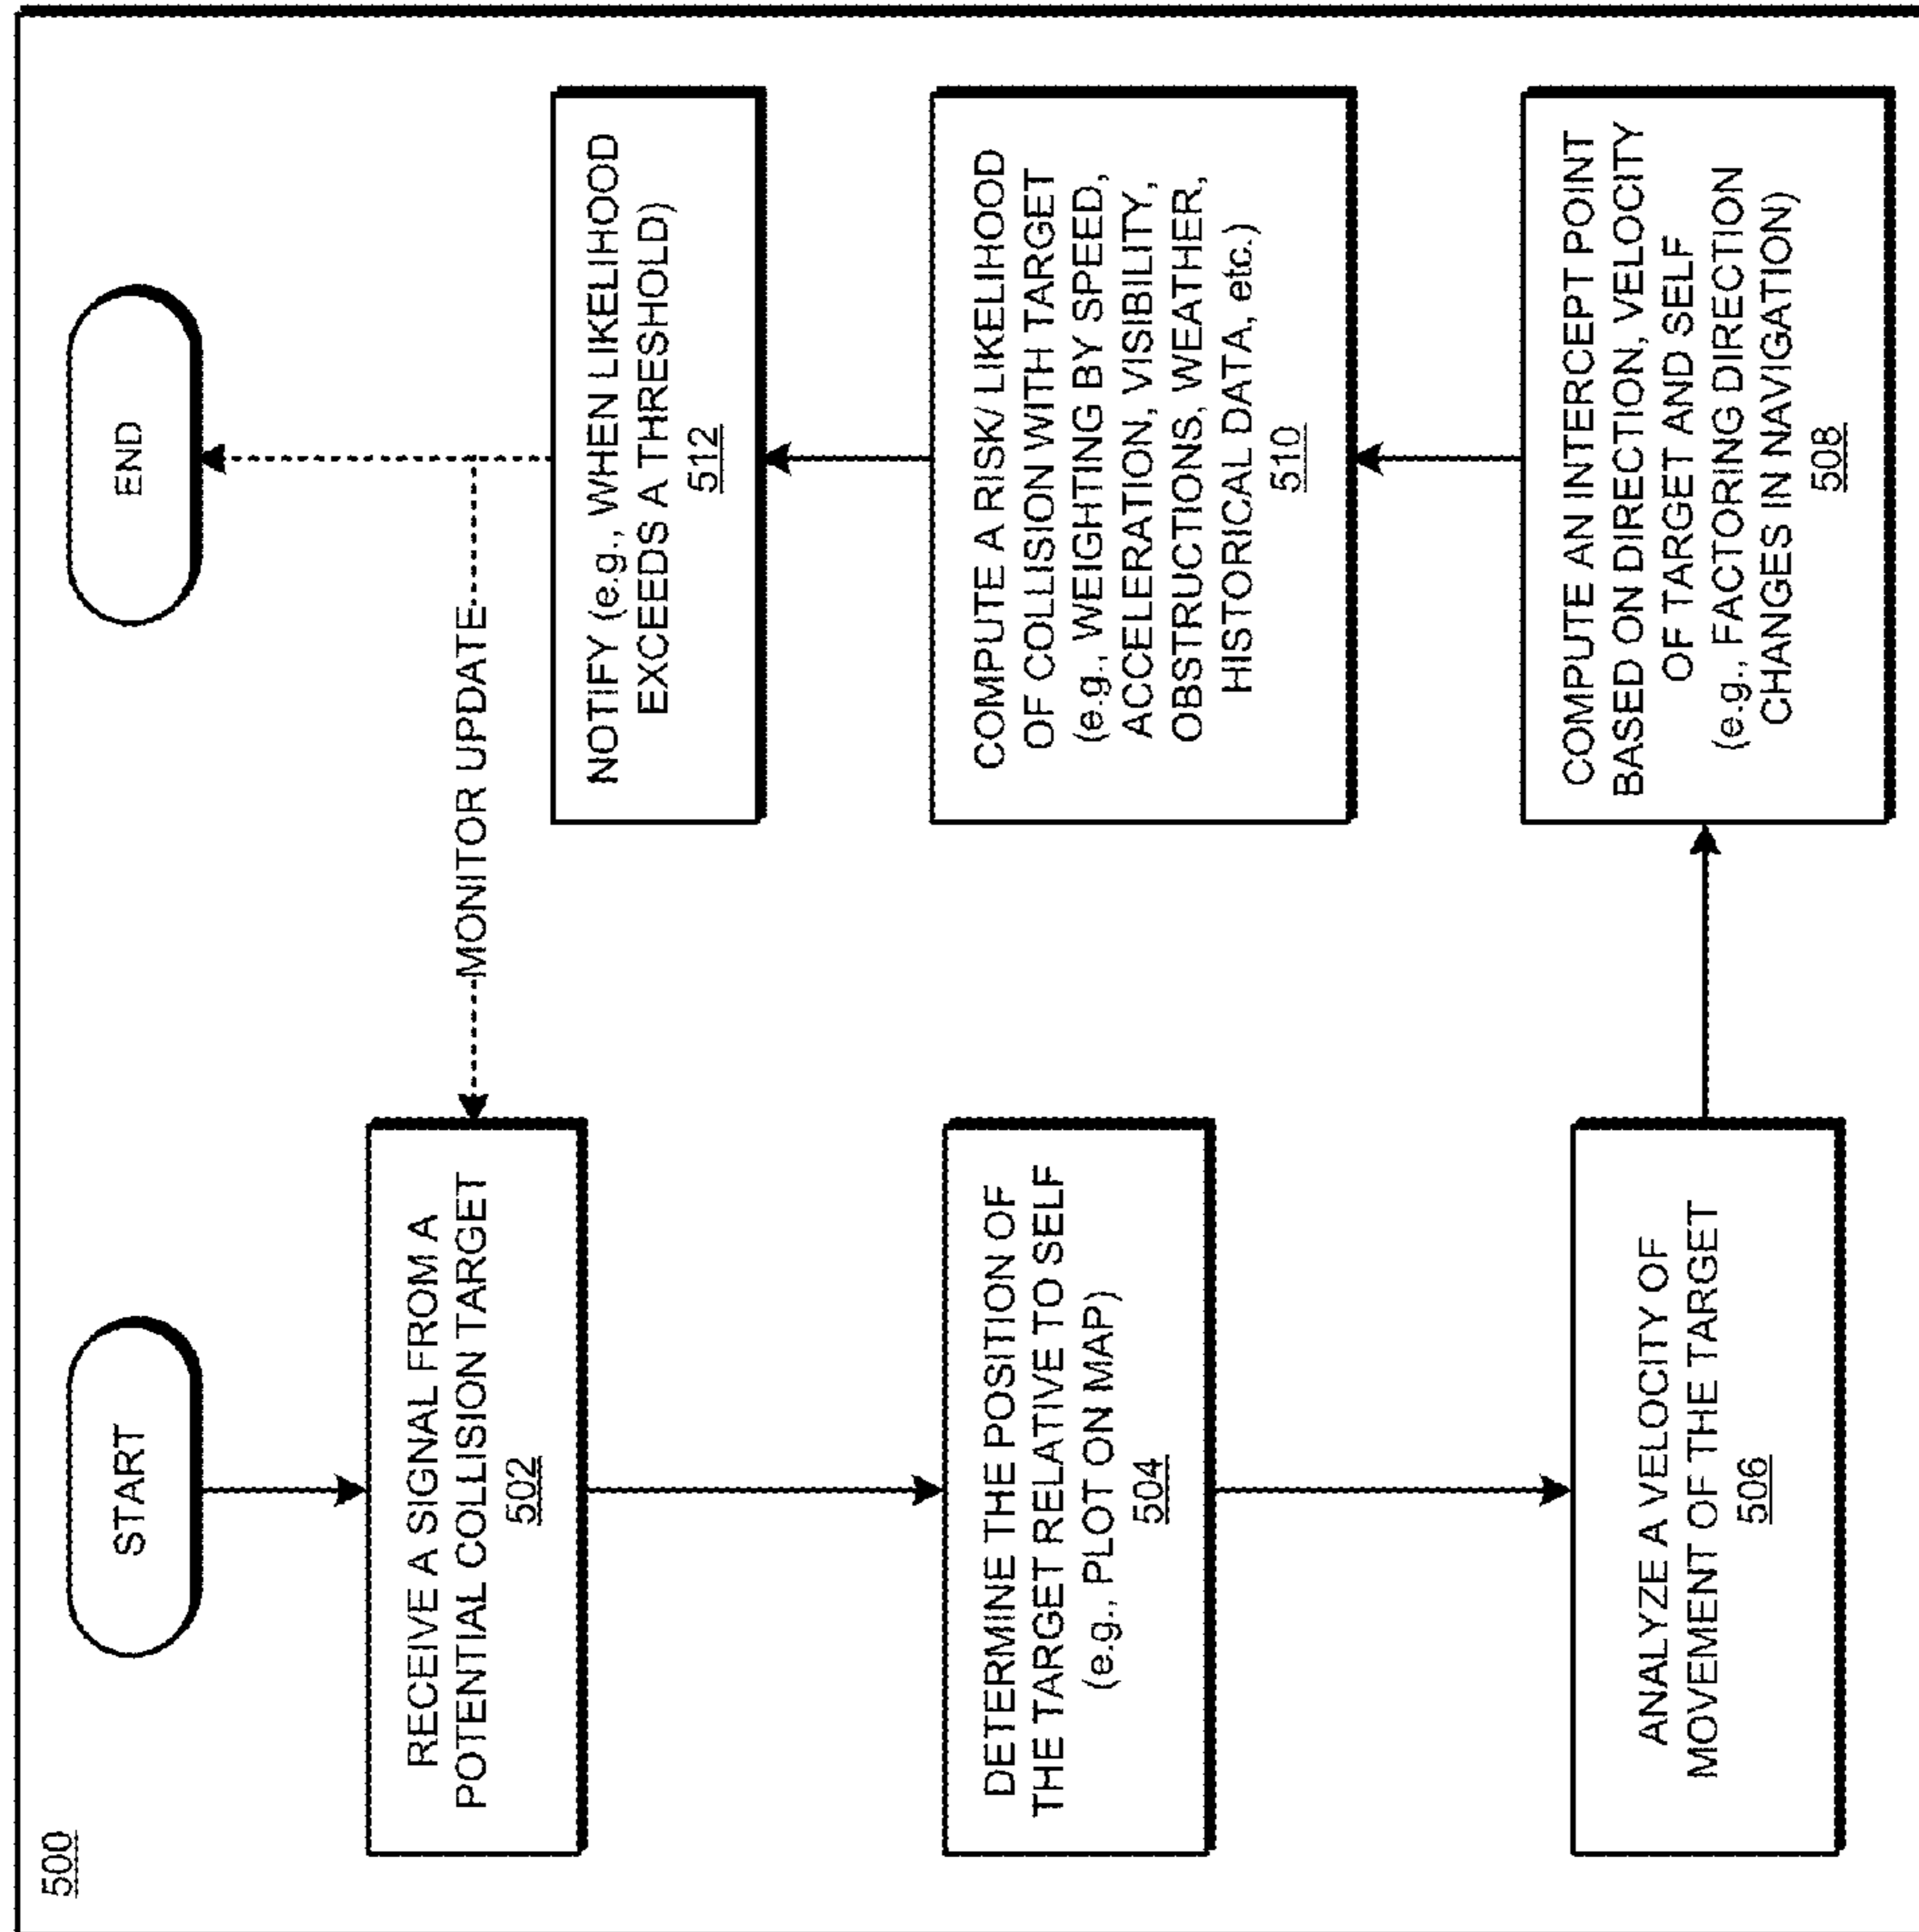 500
START
RECEIVE A SIGNAL FROM A
POTENTIAL COLLISION TARGET
502
DETERMINE THE POSITION OF
THE TARGET RELATIVE TO SELF
(e.g., PLOT ON MAP)
504
ANALYZE A VELOCITY OF
MOVEMENT OF THE TARGET
506
COMPUTE AN INTERCEPT POINT
BASED ON DIRECTION, VELOCITY
OF TARGET AND SELF
(e.g., FACTORING DIRECTION
CHANGES IN NAVIGATION)
508
COMPUTE A RISK/ LIKELIHOOD
OF COLLISION WITH TARGET
(e.g., WEIGHTING BY SPEED,
ACCELERATION, VISIBILITY,
OBSTRUCTIONS, WEATHER,
HISTORICAL DATA, etc.)
510
NOTIFY (e.g., WHEN LIKELIHOOD
EXCEEDS A THRESHOLD)
512
MONITOR UPDATE
END